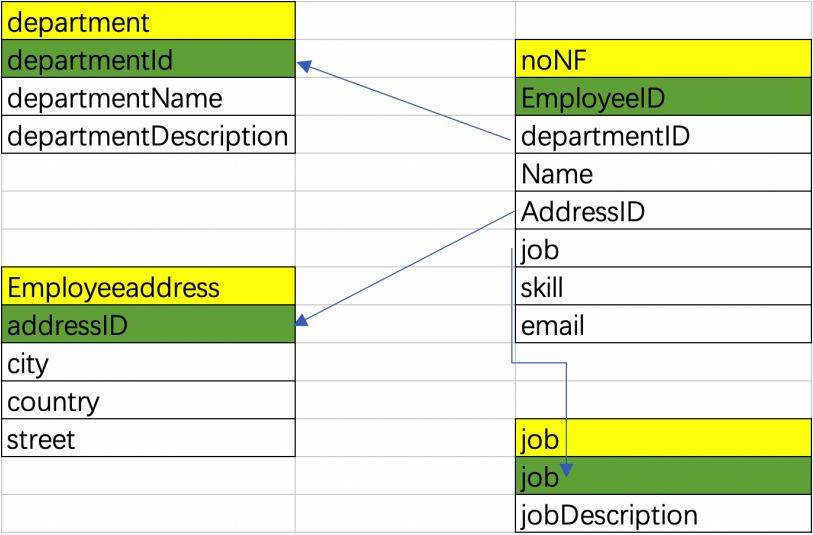 department
departmentId
departmentName
departmentDescription
noNF
EmployeeID
departmentID
Name
AddressID
job
skill
email
Employeeaddress
addressID
city
country
street
job
job
jobDescription